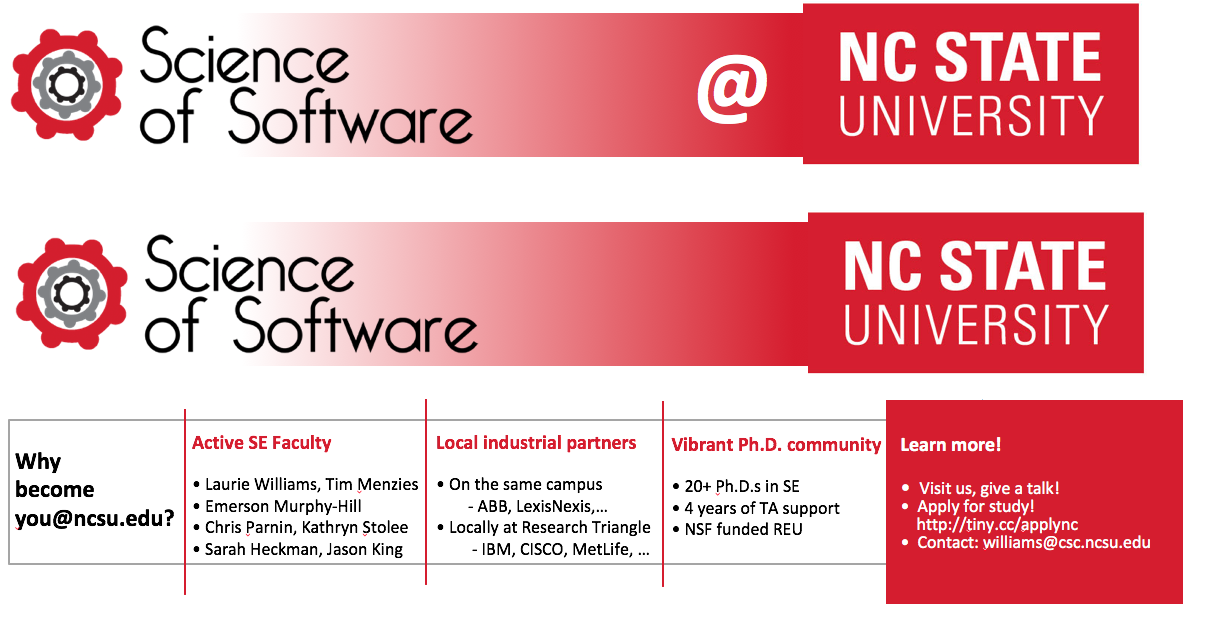 Science
of Software
@
NC STATE
UNIVERSITY
Science
of Software
NC STATE
UNIVERSITY
Why
become
you@ncsu.edu?
Active SE Faculty
• Laurie Williams, Tim Menzies
• Emerson Murphy-Hill
• Chris Parnin, Kathryn Stolee
• Sarah Heckman, Jason King
Local industrial partners
• On the same campus
- ABB, LexisNexis,...
• Locally at Research Triangle
- IBM, CISCO, MetLife, ...
Vibrant Ph.D. community
• 20+ Ph.D.s in SE
• 4 years of TA support
• NSF funded REU
Learn more!
• Visit us, give a talk!
• Apply for study!
http://tiny.cc/applync
• Contact: williams@csc.ncsu.edu